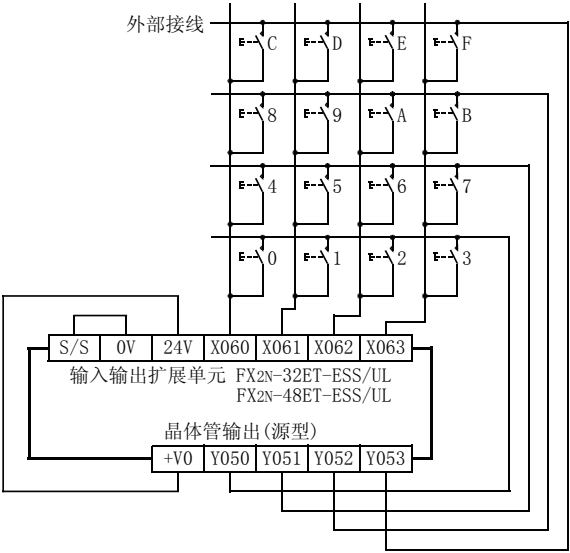 外部接线
C D E F
8 9 A B
4 5 6 7
0 1 2 3
S/S 0V 24V X060 X061 X062 X063
输入输出扩展单元 FX2N-32ET-ESS/UL
FX2N-48ET-ESS/UL
晶体管输出(源型)
+V0 Y050 Y051 Y052 Y053